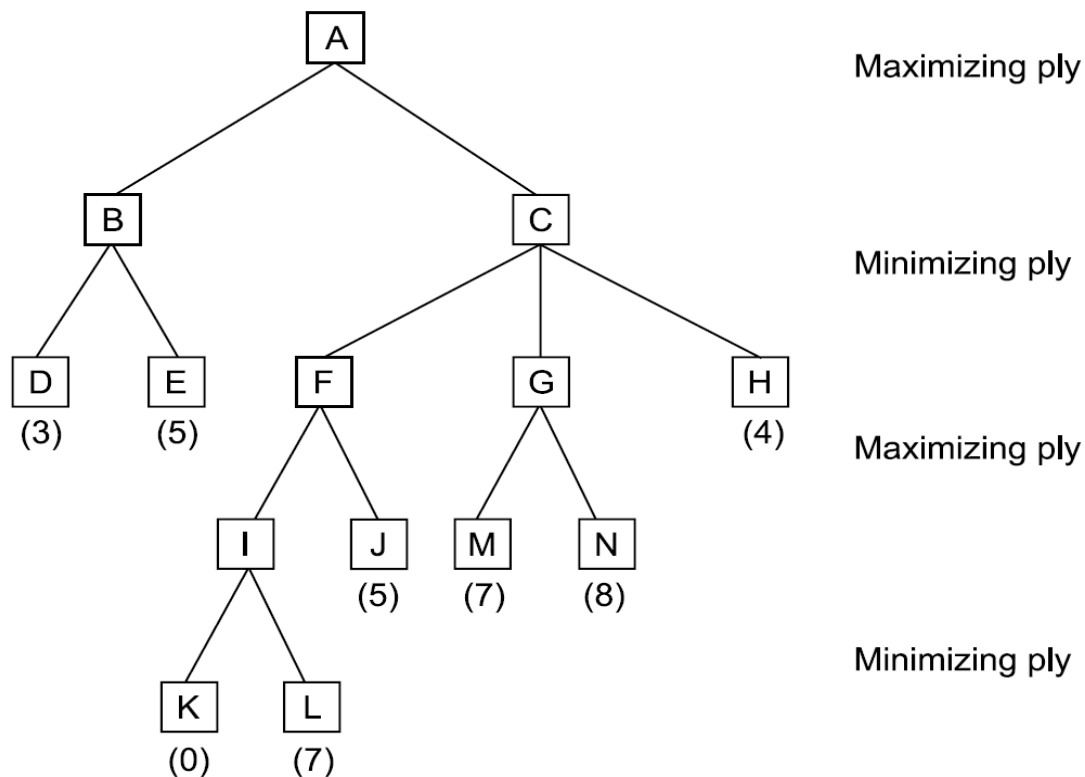 A
Maximizing ply
B C
Minimizing ply
D E F G H
(3) (5) (4)
Maximizing ply
I J M N
(5) (7) (8)
Minimizing ply
K L
(0) (7)